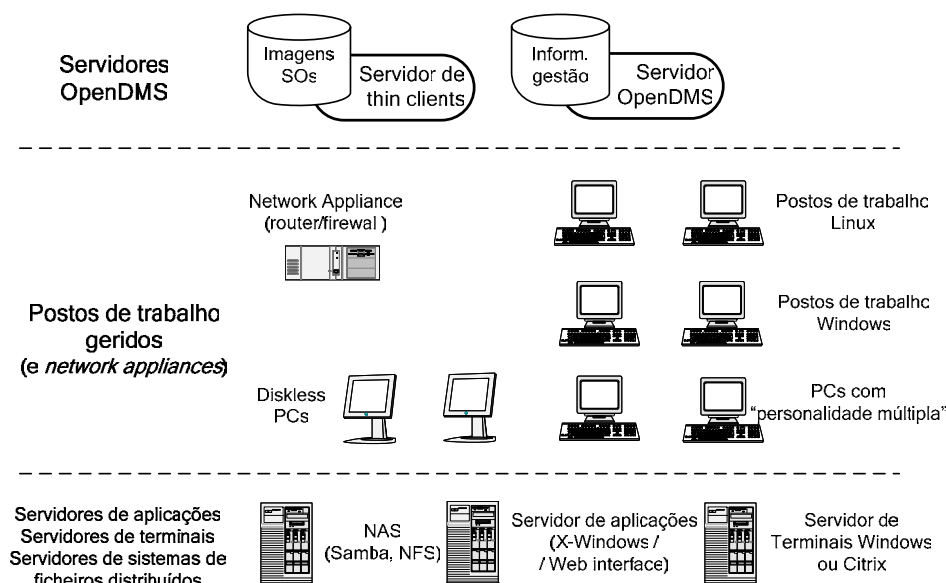 Servidores
OpenDMS
Imagens
SOs
Servidor de
thin clients
Inform.
gestão
Servidor
OpenDMS
Network Appliance
(router/firewal )
Postos de trabalho
Linux
Postos de trabalho
geridos
(e network appliances)
Postos de trabalho
Windows
Diskless
PCs
PCs com
“personalidade múltipla”
Servidores de aplicações
Servidores de terminais
Servidores de sistemas de
ficheiros distribuídos
NAS
(Samba, NFS)
Servidor de aplicações
(X-Windows /
/ Web interface)
Servidor de
Terminais Windows
ou Citrix